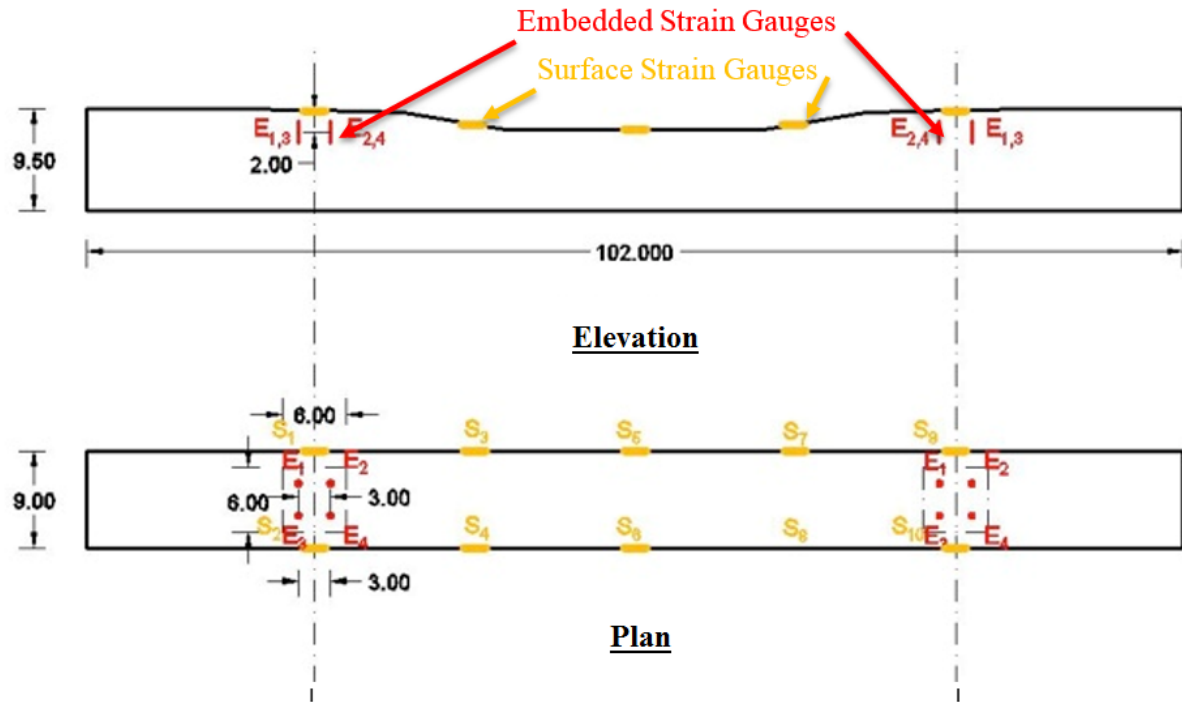 Embedded Strain Gauges
Surface Strain Gauges
E1,3 E2,4 E2,4 E1,3
9.50
2.00
102.000
Elevation
6.00
S1 S3 S5 S7 S9
E1 E2 E1 E2
9.00 6.00 3.00
S2 S4 S6 S8 S10
E3 E4 E3 E4
3.00
Plan